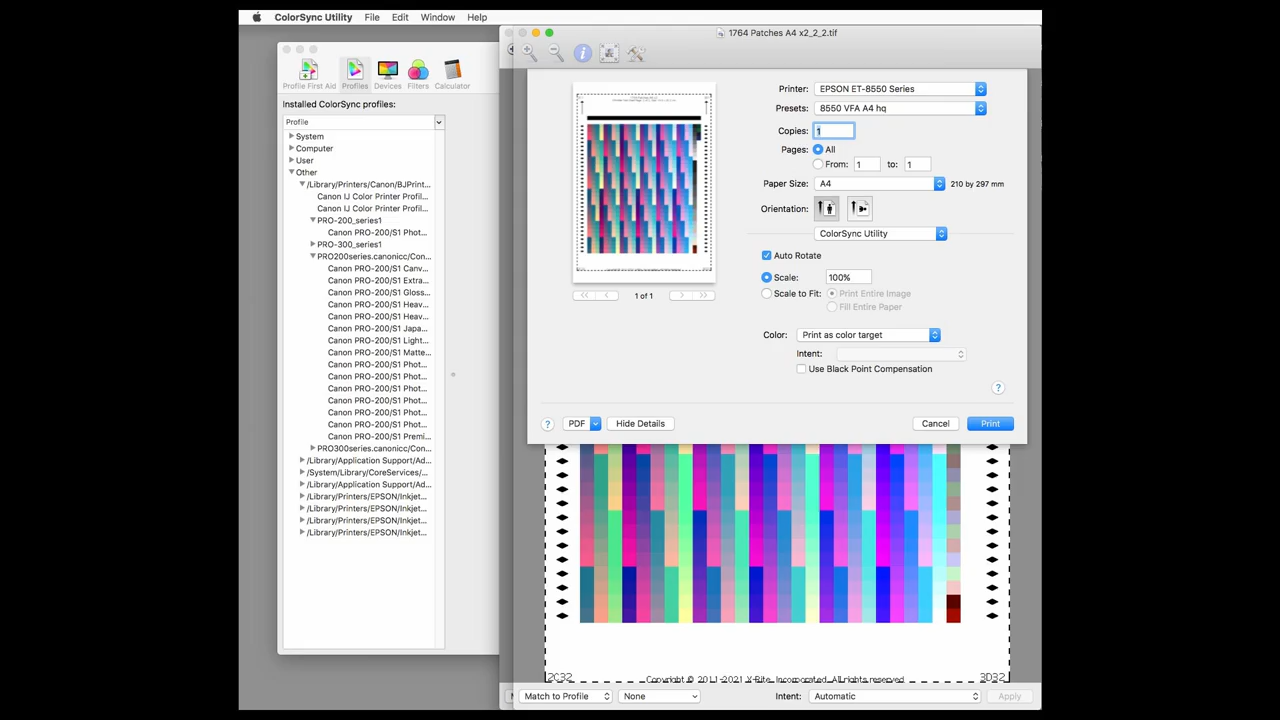 ColorSync Utility File Edit Window Help
1764 Patches A4 x2_2_2.tif
Profile First Aid Profiles Devices Filters Calculator
Installed ColorSync profiles:
Profile
System
Computer
User
Other
/Library/Printers/Canon/BJPrint...
Canon IJ Color Printer Profil...
Canon IJ Color Printer Profil...
PRO-200_series1
Canon PRO-200/S1 Phot...
PRO-300_series1
PRO200series.canonicc/Con...
Canon PRO-200/S1 Canv...
Canon PRO-200/S1 Extra...
Canon PRO-200/S1 Gloss...
Canon PRO-200/S1 Heav...
Canon PRO-200/S1 Heav...
Canon PRO-200/S1 Japa...
Canon PRO-200/S1 Light...
Canon PRO-200/S1 Matte...
Canon PRO-200/S1 Phot...
Canon PRO-200/S1 Phot...
Canon PRO-200/S1 Phot...
Canon PRO-200/S1 Phot...
Canon PRO-200/S1 Phot...
Canon PRO-200/S1 Phot...
Canon PRO-200/S1 Premi...
PRO300series.canonicc/Con...
/Library/Application Support/Ad...
/System/Library/CoreServices/...
/Library/Application Support/Ad...
/Library/Printers/EPSON/Inkjet...
/Library/Printers/EPSON/Inkjet...
/Library/Printers/EPSON/Inkjet...
/Library/Printers/EPSON/Inkjet...
Printer: EPSON ET-8550 Series
Presets: 8550 VFA A4 hq
Copies: 1
Pages: All
From: 1 to: 1
Paper Size: A4 210 by 297 mm
Orientation:
ColorSync Utility
Auto Rotate
Scale: 100%
Scale to Fit: Print Entire Image
Fill Entire Paper
1 of 1
Color: Print as color target
Intent:
Use Black Point Compensation
?
? PDF Hide Details Cancel Print
2C32 Copyright © 2011-2021 X-Rite, Incorporated. All rights reserved 3D32
Match to Profile None Intent: Automatic Apply